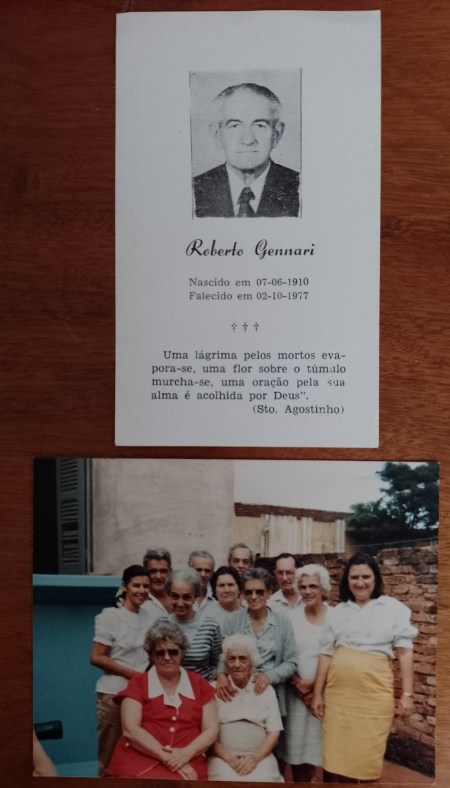 Roberto Gennari
Nascido em 07-06-1910
Falecido em 02-10-1977
† † †
Uma lágrima pelos mortos eva-
pora-se, uma flor sobre o túmulo
murcha-se, uma oração pela sua
alma é acolhida por Deus".
(Sto. Agostinho)